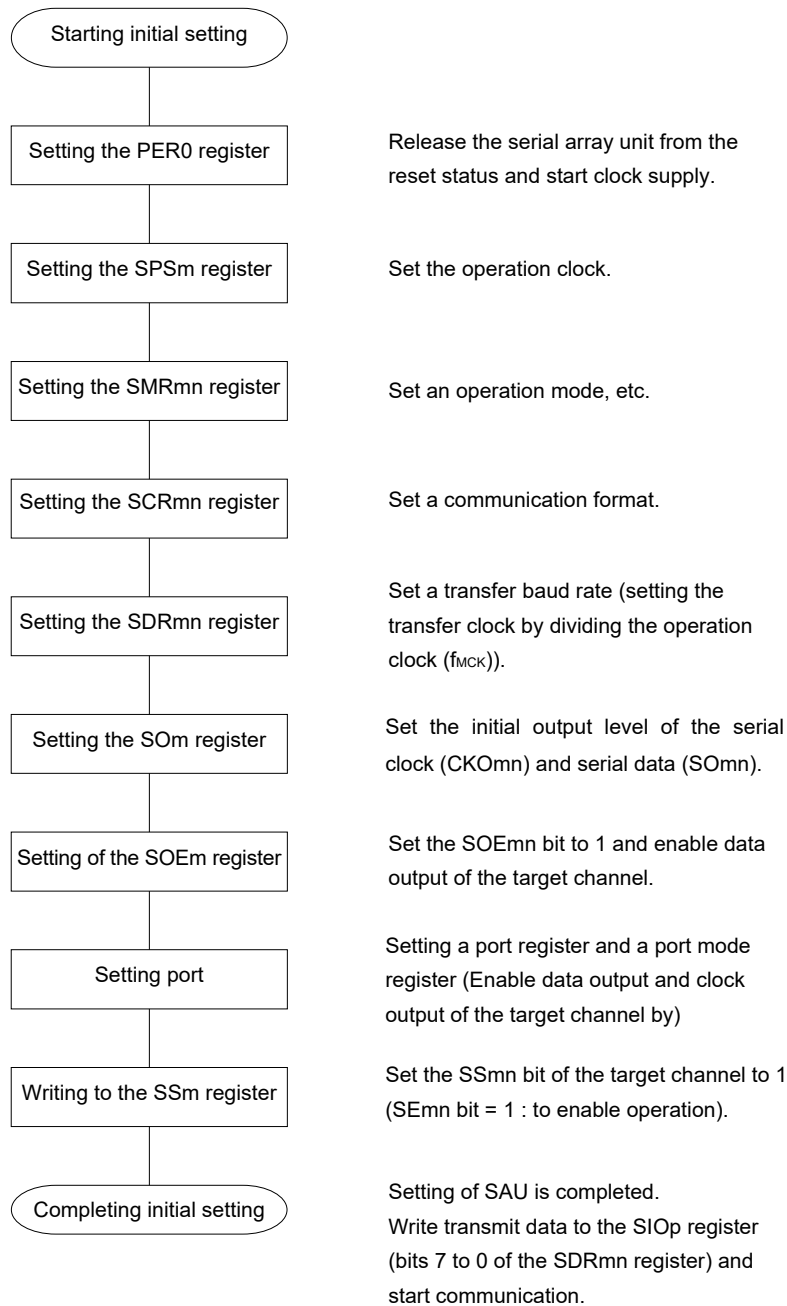 Starting initial setting
Setting the PER0 register
Release the serial array unit from the
reset status and start clock supply.
Setting the SPSm register
Set the operation clock.
Setting the SMRmn register
Set an operation mode, etc.
Setting the SCRmn register
Set a communication format.
Setting the SDRmn register
Set a transfer baud rate (setting the
transfer clock by dividing the operation
clock (fMCK)).
Setting the SOm register
Set the initial output level of the serial
clock (CKOmn) and serial data (SOmn).
Setting of the SOEm register
Set the SOEmn bit to 1 and enable data
output of the target channel.
Setting port
Setting a port register and a port mode
register (Enable data output and clock
output of the target channel by)
Writing to the SSm register
Set the SSmn bit of the target channel to 1
(SEmn bit = 1 : to enable operation).
Completing initial setting
Setting of SAU is completed.
Write transmit data to the SIOp register
(bits 7 to 0 of the SDRmn register) and
start communication.